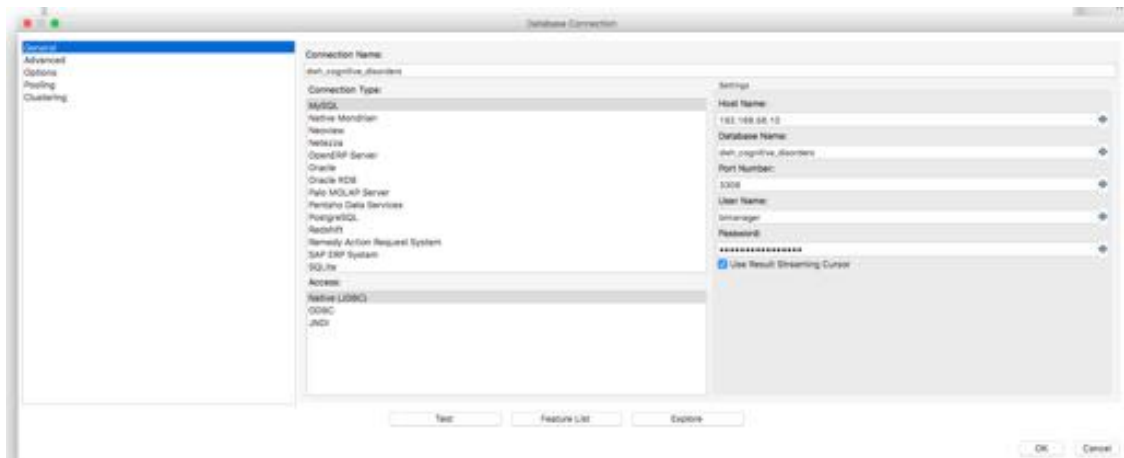 Database Connection
General
Advanced
Options
Pooling
Clustering
Connection Name:
dwh_cognitive_disorders
Connection Type:
MySQL
Native Mondrian
Neoview
Netezza
OpenERP Server
Oracle
Oracle RDB
Palo MOLAP Server
Pentaho Data Services
PostgreSQL
Redshift
Remedy Action Request System
SAP ERP System
SQLite
Access:
Native (JDBC)
ODBC
JNDI
Settings
Host Name:
Database Name:
dwh_cognitive_disorders
Port Number:
User Name:
Password:
****************
Use Result Streaming Cursor
Test
Feature List
Explore
OK
Cancel